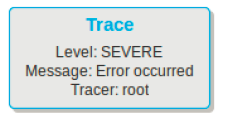 Trace
Level: SEVERE
Message: Error occurred
Tracer: root